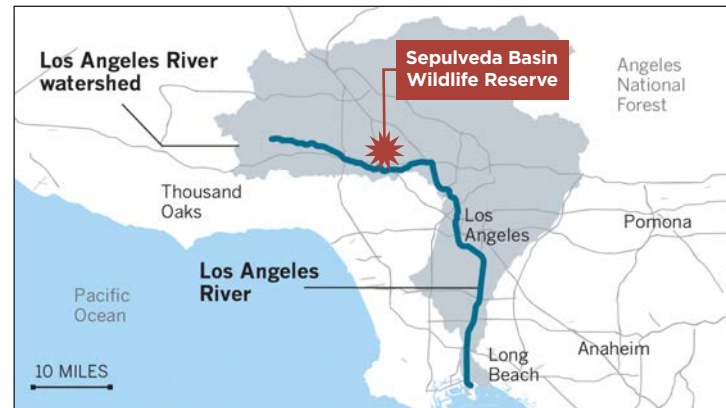 Los Angeles River
watershed
Sepulveda Basin
Wildlife Reserve
Angeles
National
Forest
Thousand
Oaks
Los
Angeles
Pomona
Los Angeles
River
Pacific
Ocean
Long
Beach
Anaheim
10 MILES